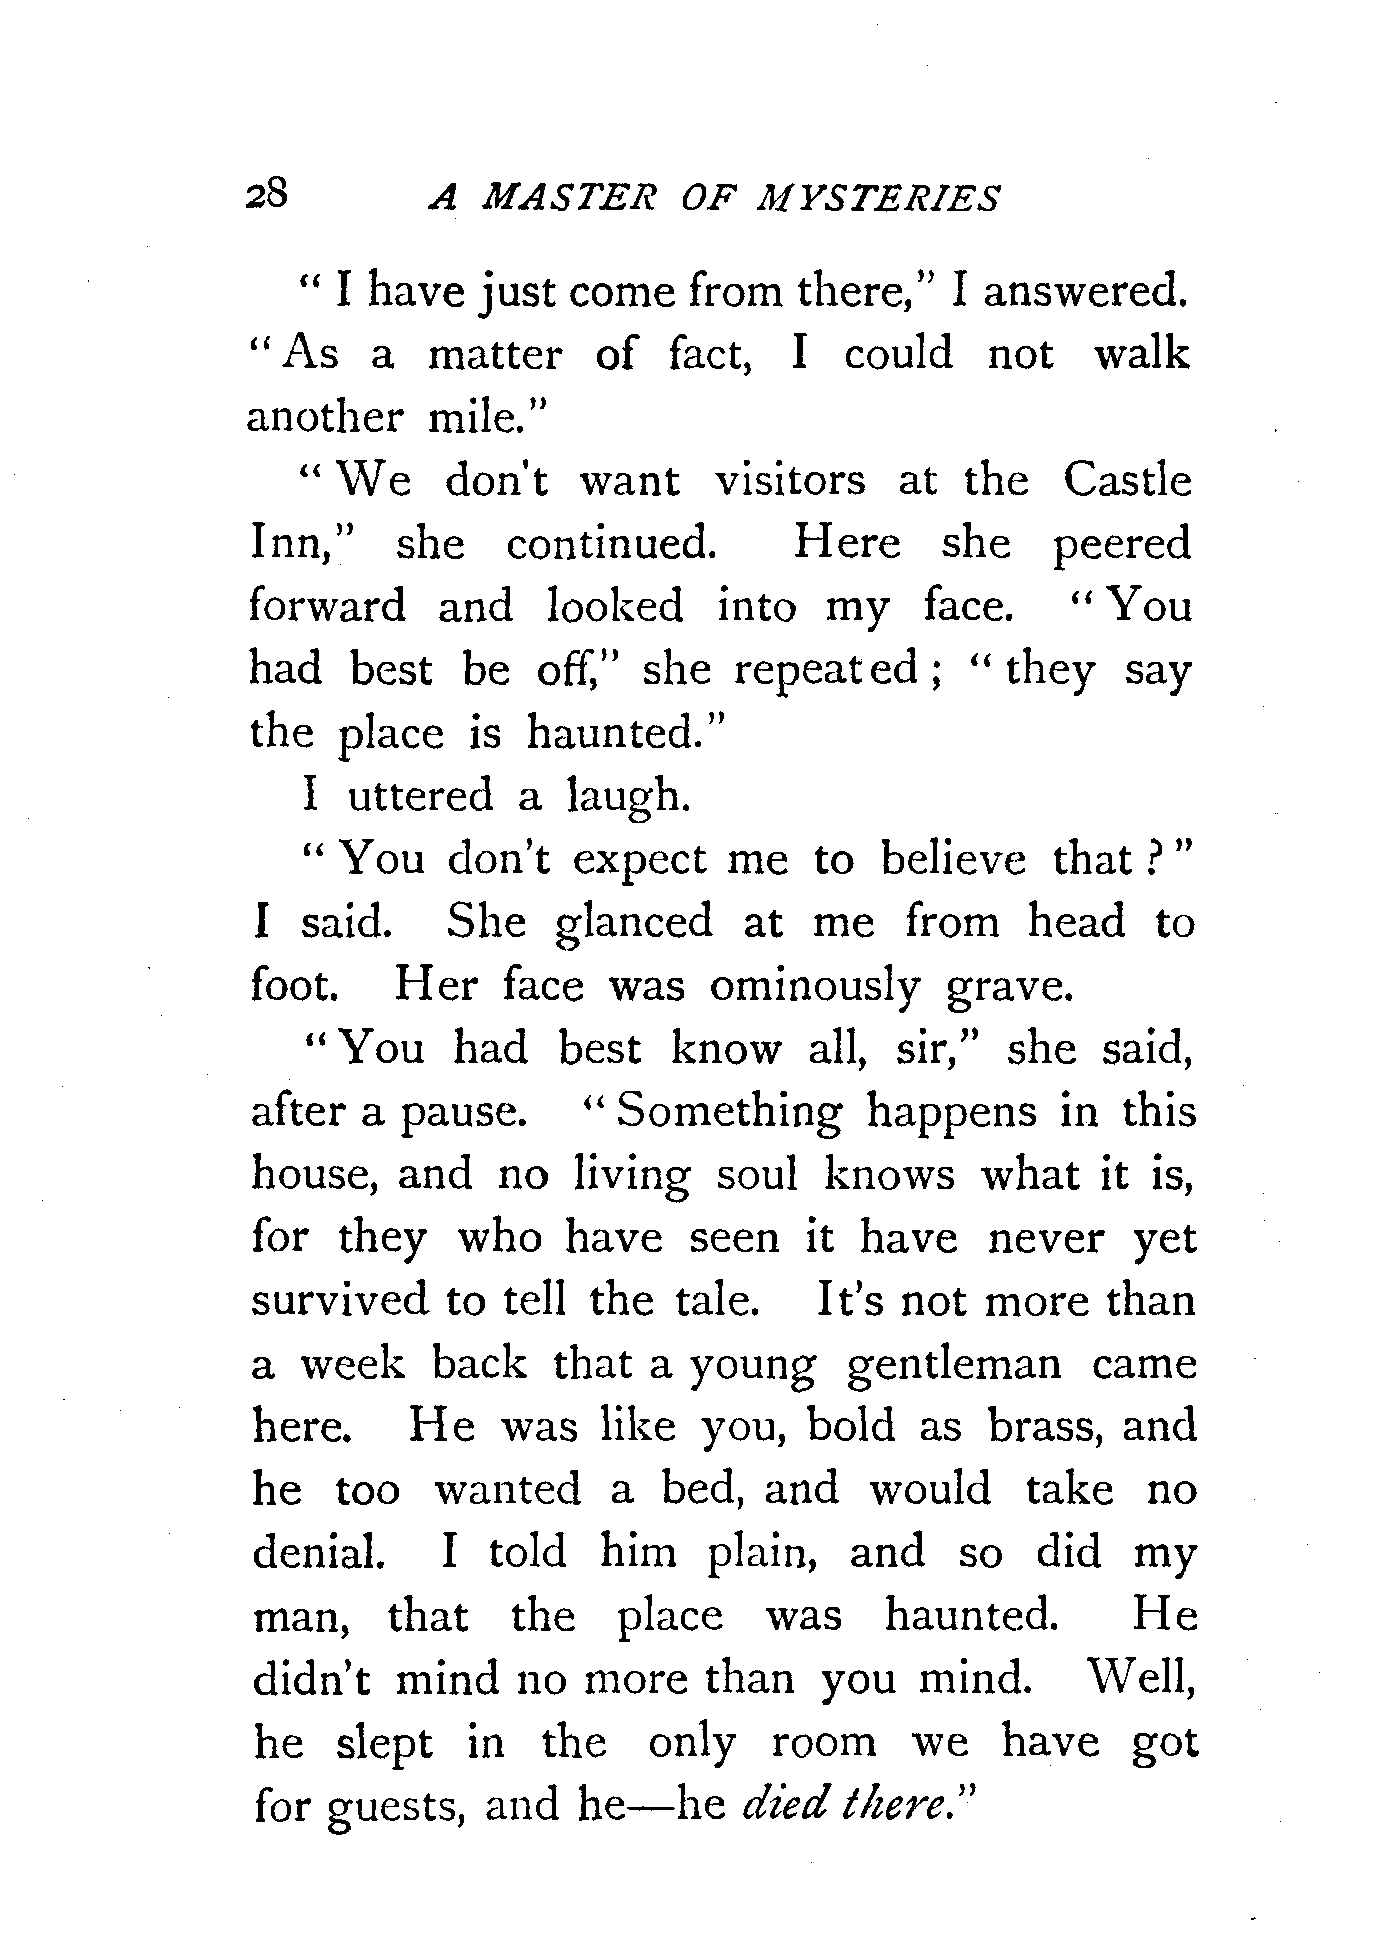 28 A MASTER OF MYSTERIES
“ I have just come from there,” I answered.
“ As a matter of fact, I could not walk
another mile.”
“ We don't want visitors at the Castle
Inn,” she continued. Here she peered
forward and looked into my face. “ You
had best be off,” she repeated ; “ they say
the place is haunted.”
I uttered a laugh.
“ You don't expect me to believe that ? ”
I said. She glanced at me from head to
foot. Her face was ominously grave.
“ You had best know all, sir,” she said,
after a pause. “ Something happens in this
house, and no living soul knows what it is,
for they who have seen it have never yet
survived to tell the tale. It's not more than
a week back that a young gentleman came
here. He was like you, bold as brass, and
he too wanted a bed, and would take no
denial. I told him plain, and so did my
man, that the place was haunted. He
didn't mind no more than you mind. Well,
he slept in the only room we have got
for guests, and he—he died there.”